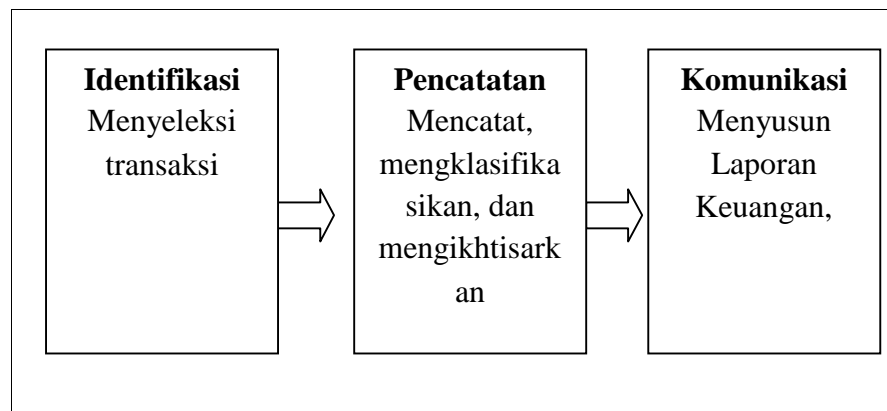 Identifikasi
Menyeleksi
transaksi
Pencatatan
Mencatat,
mengklasifika
sikan, dan
mengikhtisark
an
Komunikasi
Menyusun
Laporan
Keuangan,